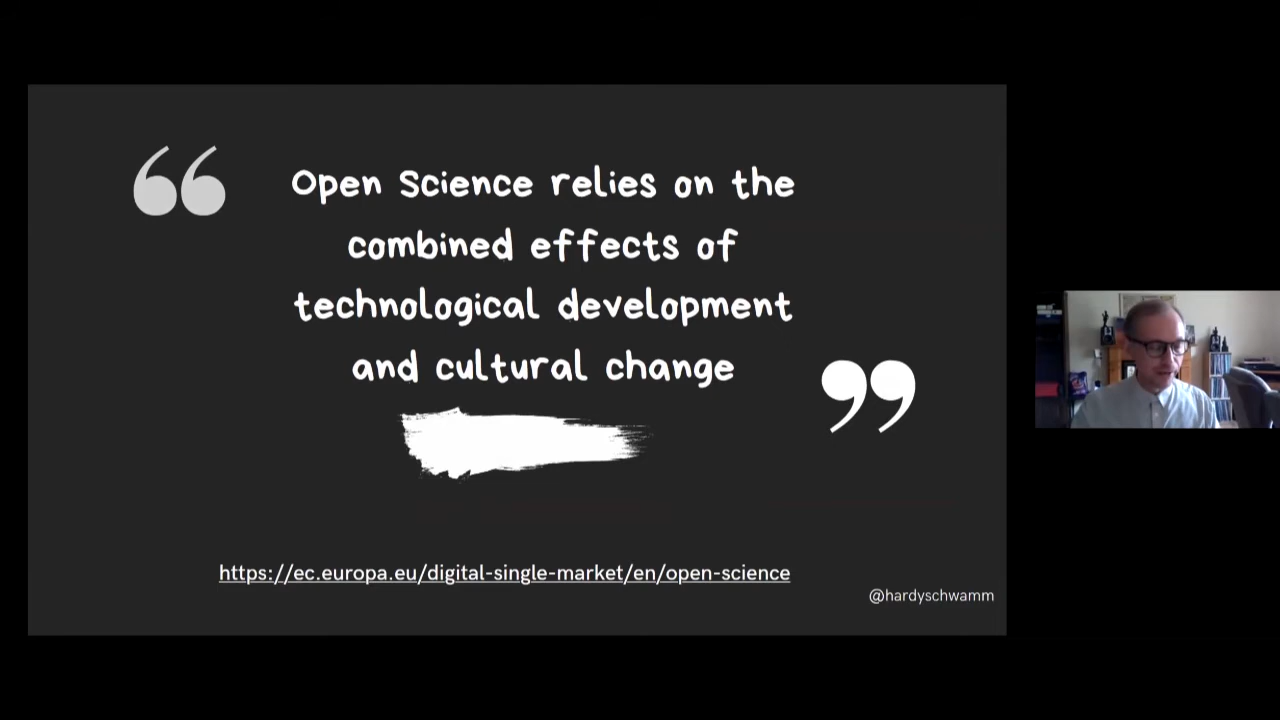 “
Open Science relies on the
combined effects of
technological development
and cultural change
”
https://ec.europa.eu/digital-single-market/en/open-science
@hardyschwamm